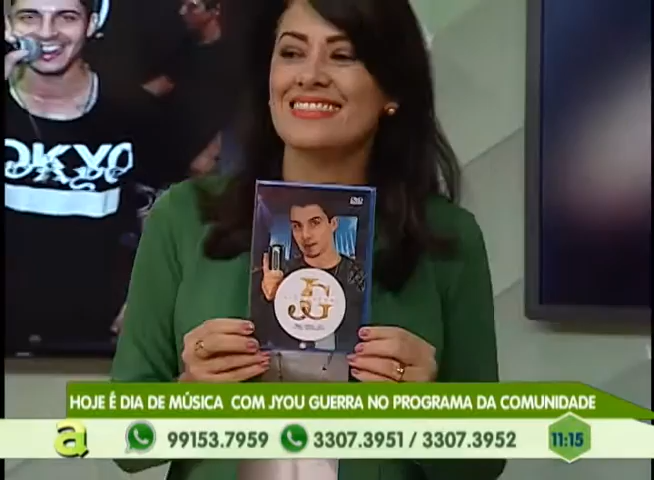 TOKYO
DVD
JG
HOJE É DIA DE MÚSICA COM JYOU GUERRA NO PROGRAMA DA COMUNIDADE
a
99153.7959
3307.3951 / 3307.3952
11:15